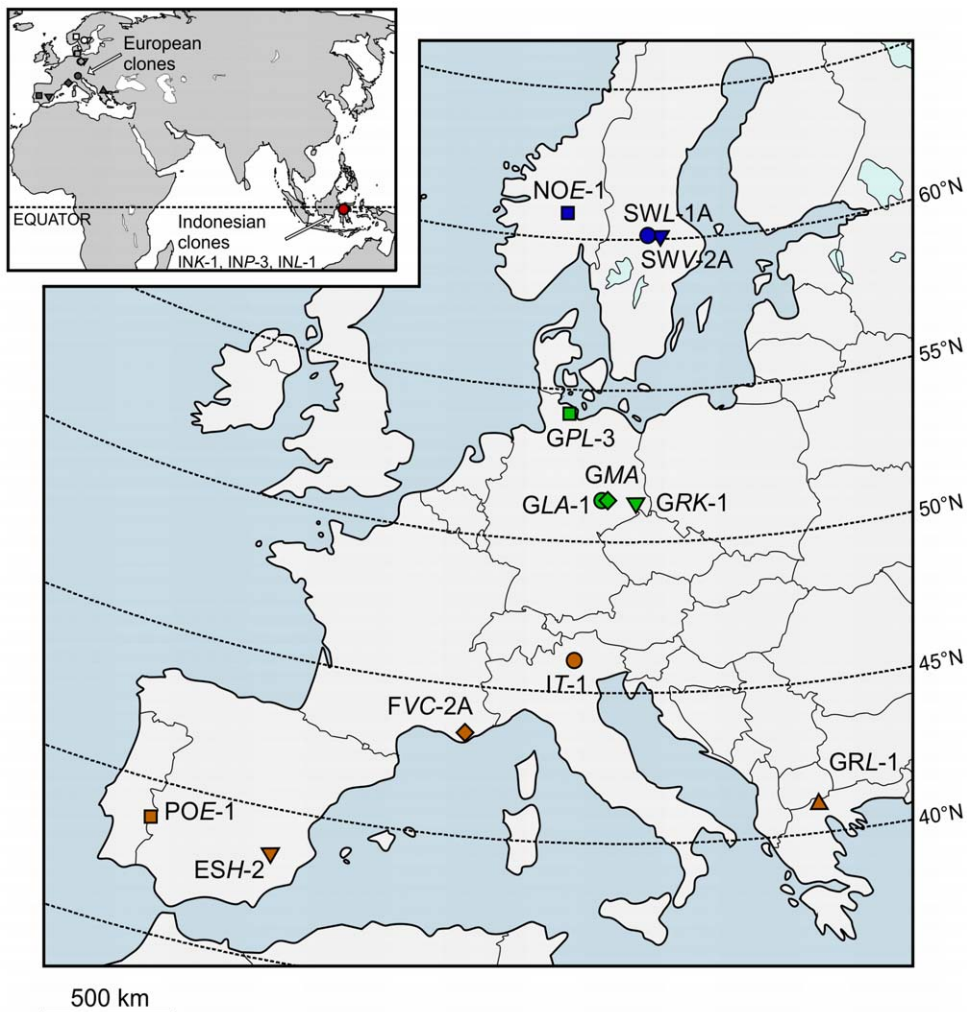 European
clones
EQUATOR
Indonesian
clones
INK-1, INP-3, INL-1
60°N
NOE-1
SWL-1A
SWV-2A
55°N
GPL-3
GMA
GLA-1
GRK-1
50°N
45°N
IT-1
FVC-2A
GRL-1
POE-1
40°N
ESH-2
500 km